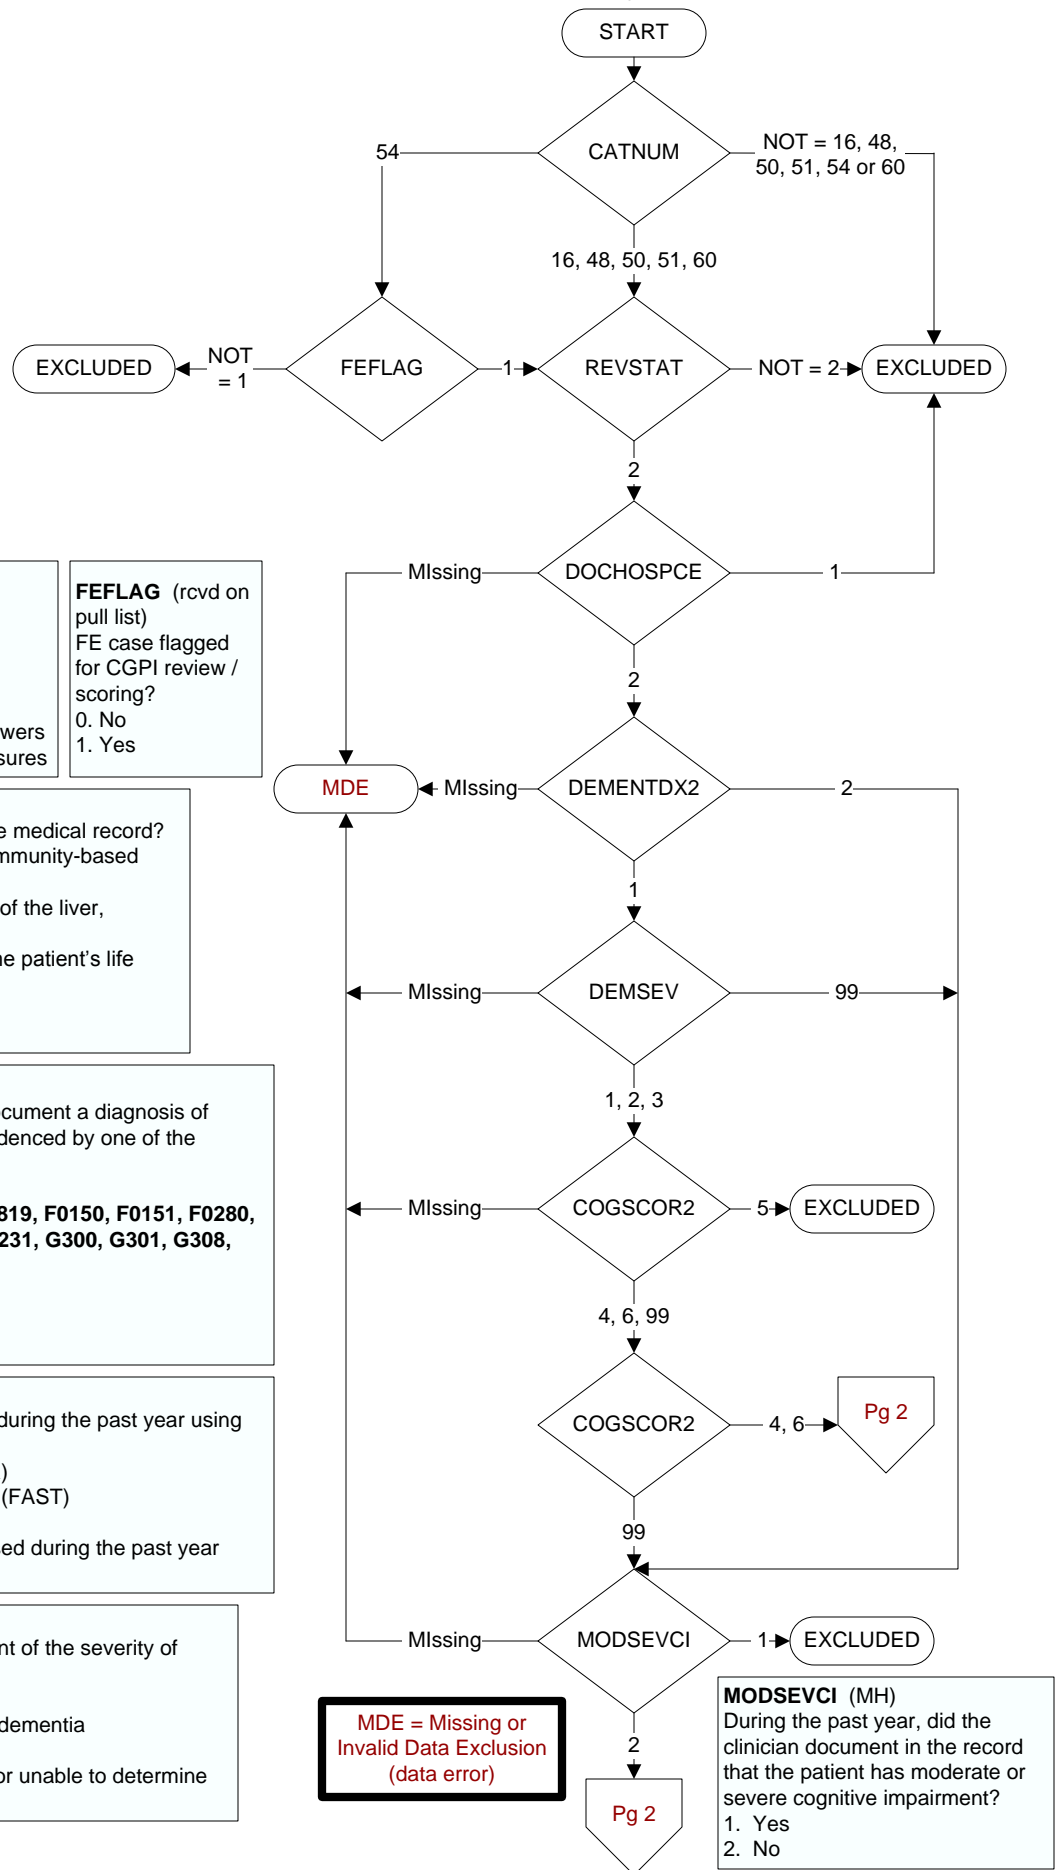 START
CATNUM
54
NOT = 16, 48,
50, 51, 54 or 60
16, 48, 50, 51, 60
EXCLUDED
NOT
= 1
FEFLAG
1
REVSTAT
NOT = 2
EXCLUDED
2
MIssing
DOCHOSPCE
1
wers
sures
FEFLAG (rcvd on
pull list)
FE case flagged
for CGPI review /
scoring?
0. No
1. Yes
2
MDE
MIssing
DEMENTDX2
2
e medical record?
mmunity-based
of the liver,
he patient's life
1
MIssing
DEMSEV
99
ocument a diagnosis of
idenced by one of the
819, F0150, F0151, F0280,
231, G300, G301, G308,
1, 2, 3
MIssing
COGSCOR2
5
EXCLUDED
4, 6, 99
during the past year using
)
(FAST)
sed during the past year
COGSCOR2
4, 6
Pg 2
99
nt of the severity of
dementia
or unable to determine
MIssing
MODSEVCI
1
EXCLUDED
MDE = Missing or
Invalid Data Exclusion
(data error)
2
Pg 2
MODSEVCI (MH)
During the past year, did the
clinician document in the record
that the patient has moderate or
severe cognitive impairment?
1. Yes
2. No